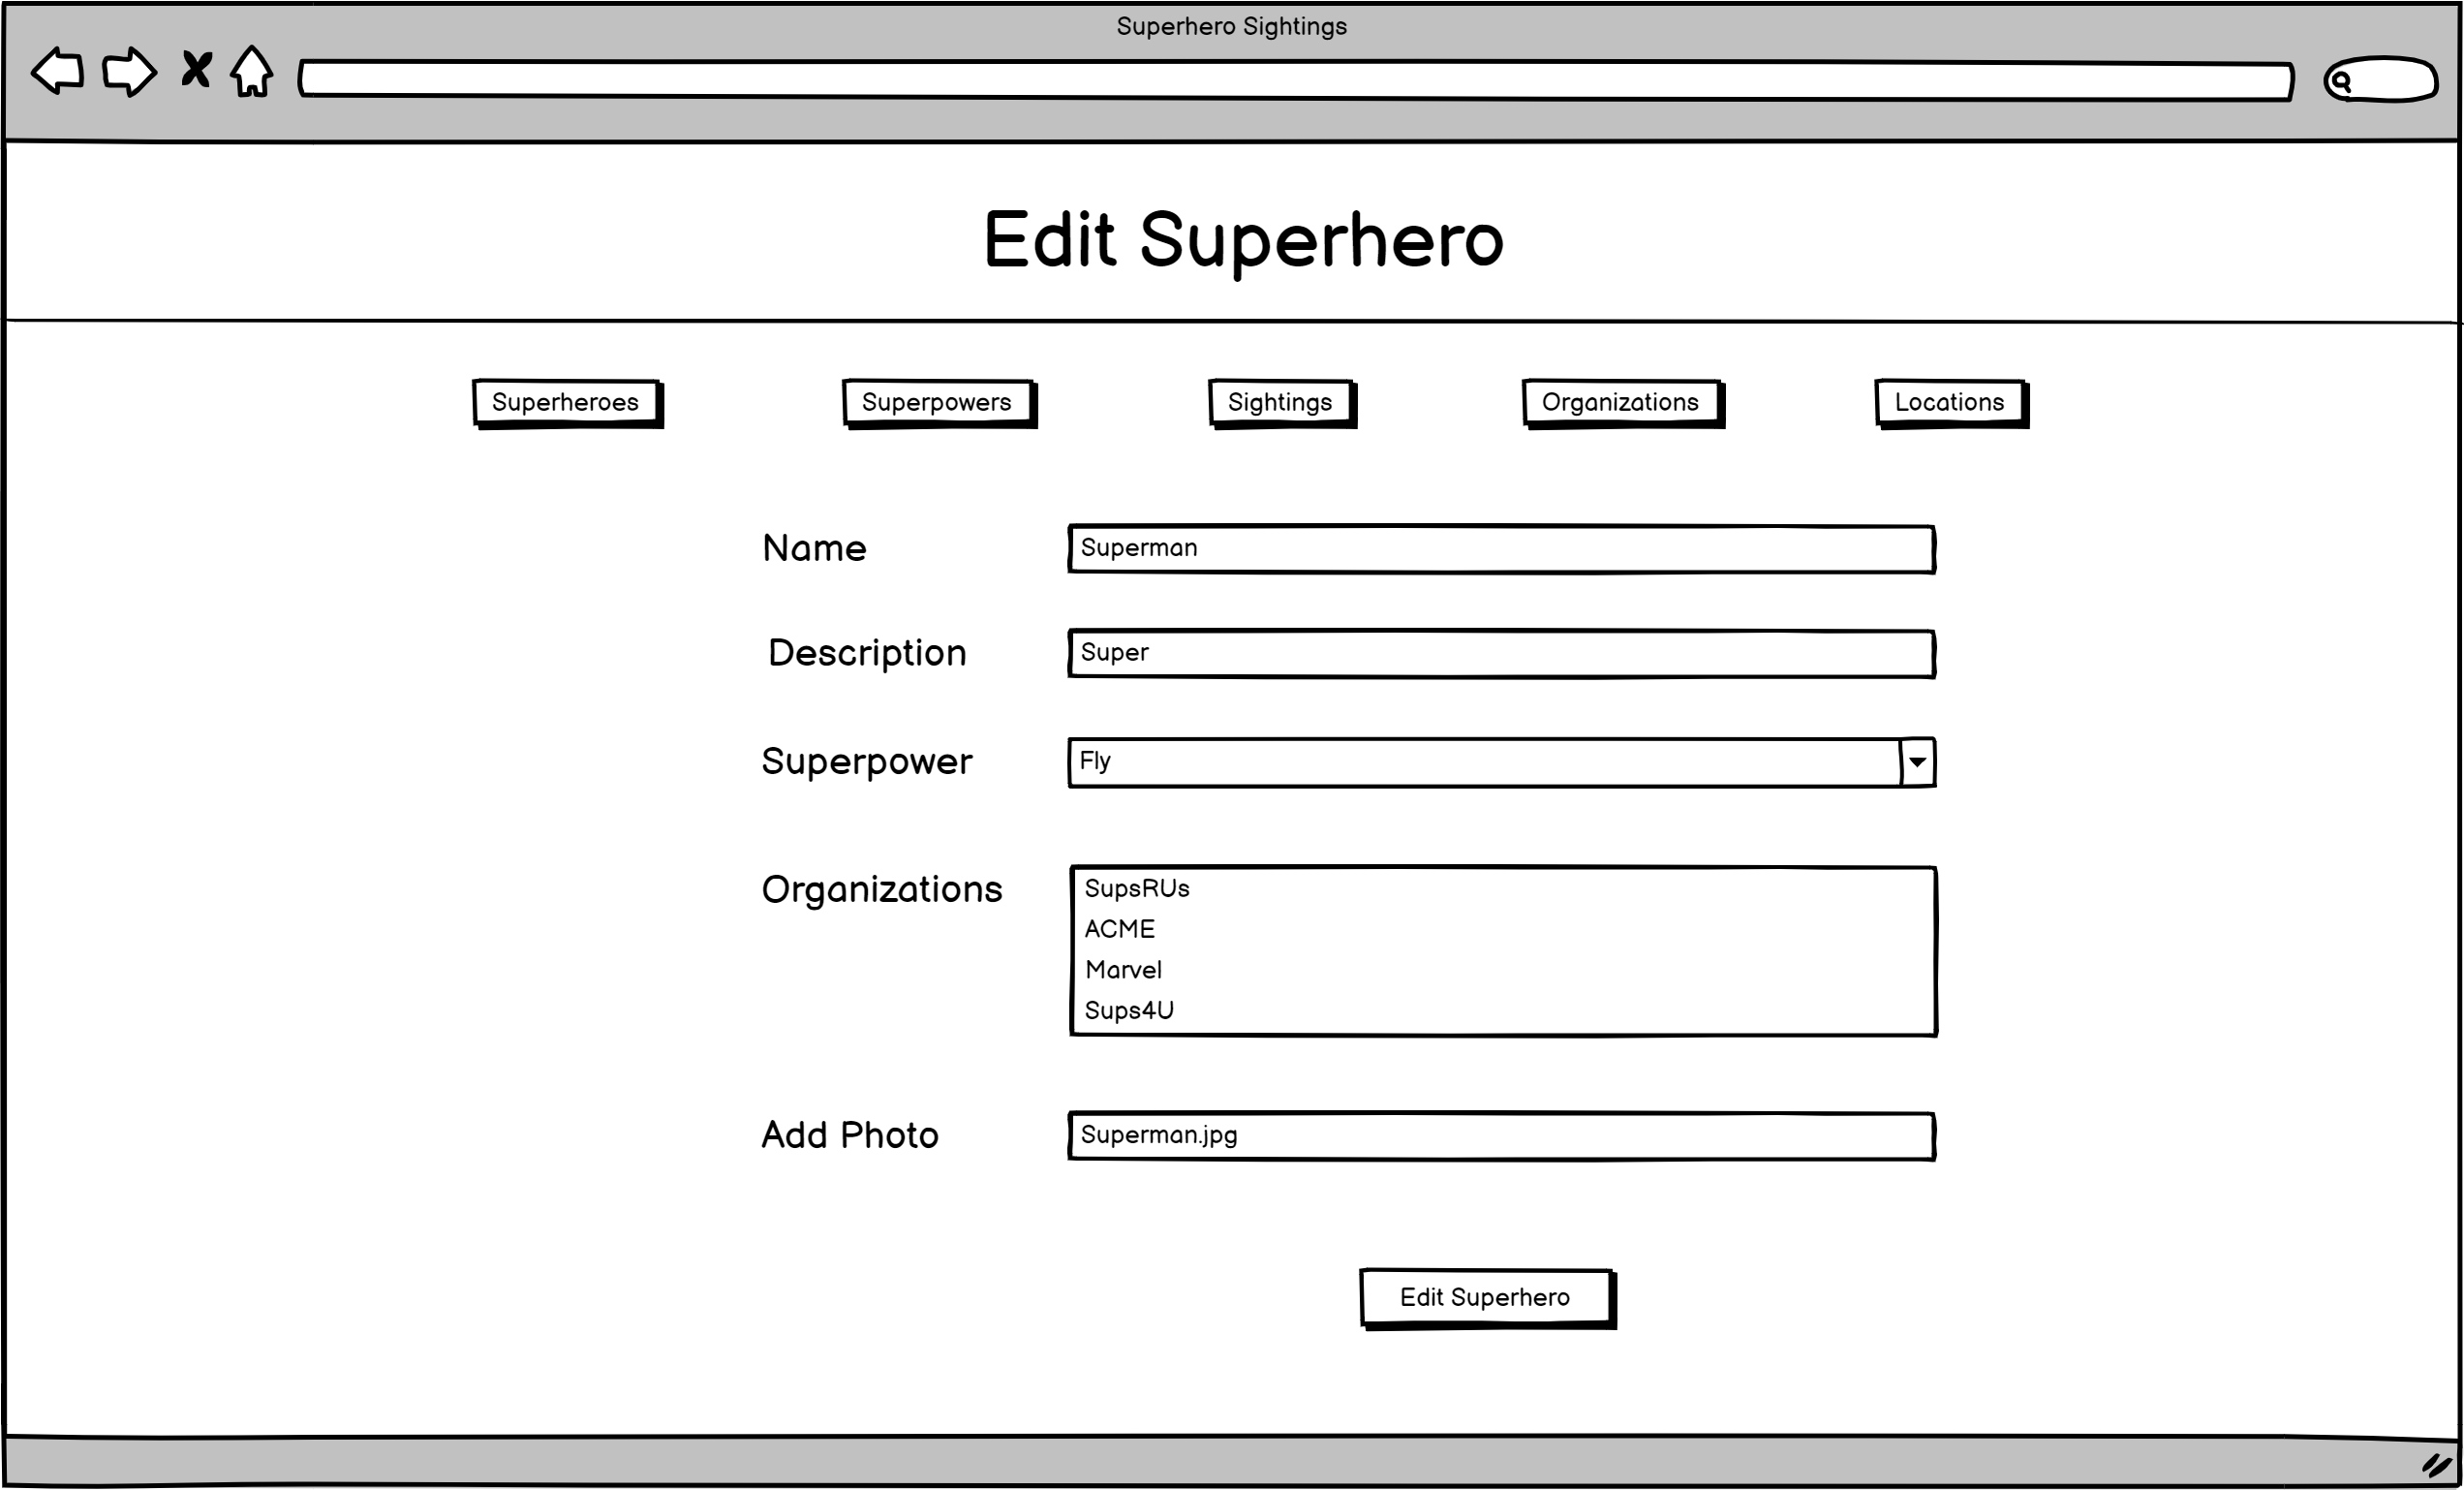 Superhero Sightings
Edit Superhero
Superheroes Superpowers Sightings Organizations Locations
Name Superman
Description Super
Superpower Fly
Organizations SupsRUs
ACME
Marvel
Sups4U
Add Photo Superman.jpg
Edit Superhero